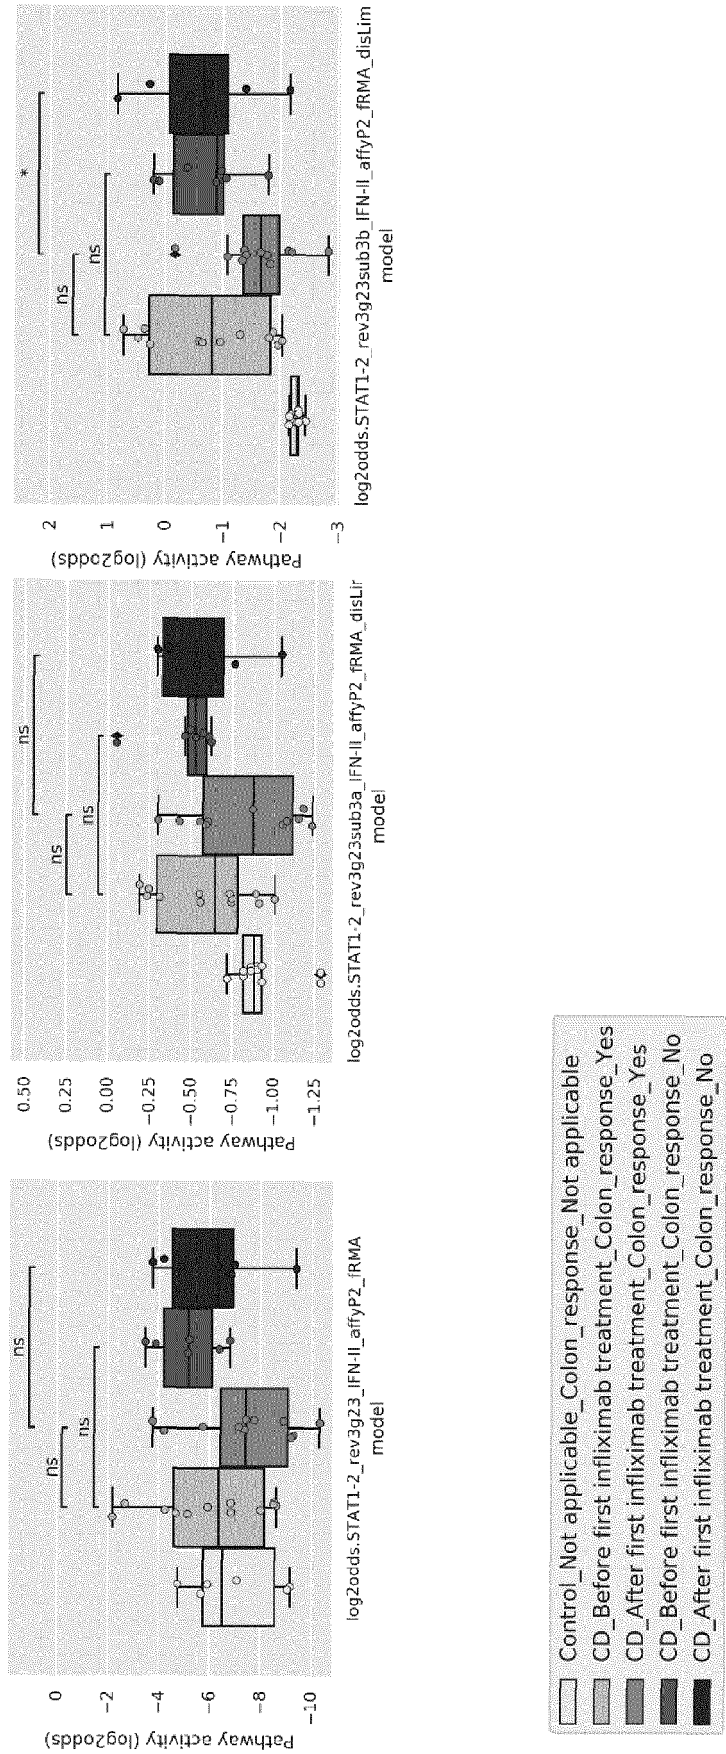 Pathway activity (log2odds)
0
−2
−4
−6
−8
−10
ns
ns
ns
log2odds.STAT1-2_rev3g23_IFN-II_affyP2_fRMA
model
Pathway activity (log2odds)
0.50
0.25
0.00
−0.25
−0.50
−0.75
−1.00
−1.25
ns
ns
ns
log2odds.STAT1-2_rev3g23sub3a_IFN-II_affyP2_fRMA_disLir
model
Pathway activity (log2odds)
2
1
0
−1
−2
−3
ns
ns
*
log2odds.STAT1-2_rev3g23sub3b_IFN-II_affyP2_fRMA_disLim
model
Control_Not applicable_Colon_response_Not applicable
CD_Before first infliximab treatment_Colon_response_Yes
CD_After first infliximab treatment_Colon_response_Yes
CD_Before first infliximab treatment_Colon_response_No
CD_After first infliximab treatment_Colon_response_No